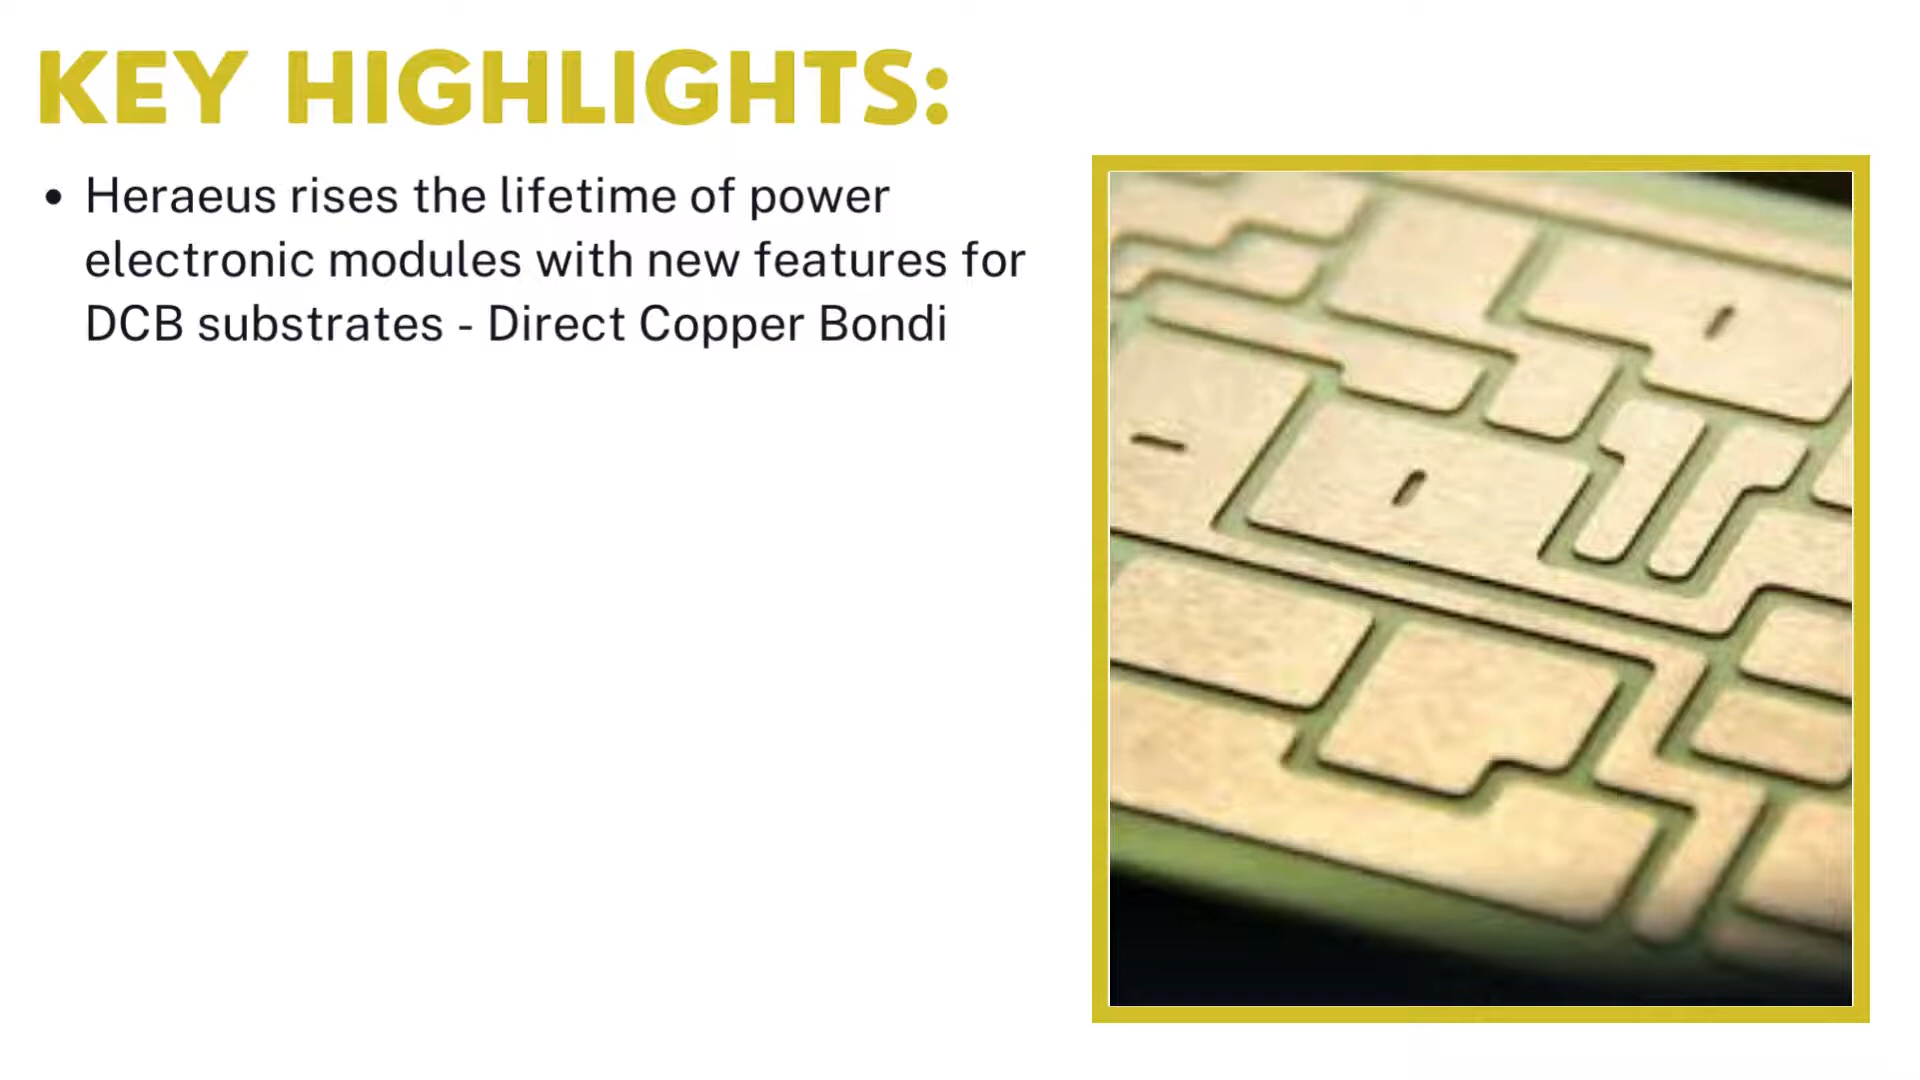 KEY HIGHLIGHTS:
• Heraeus rises the lifetime of power
electronic modules with new features for
DCB substrates - Direct Copper Bondi